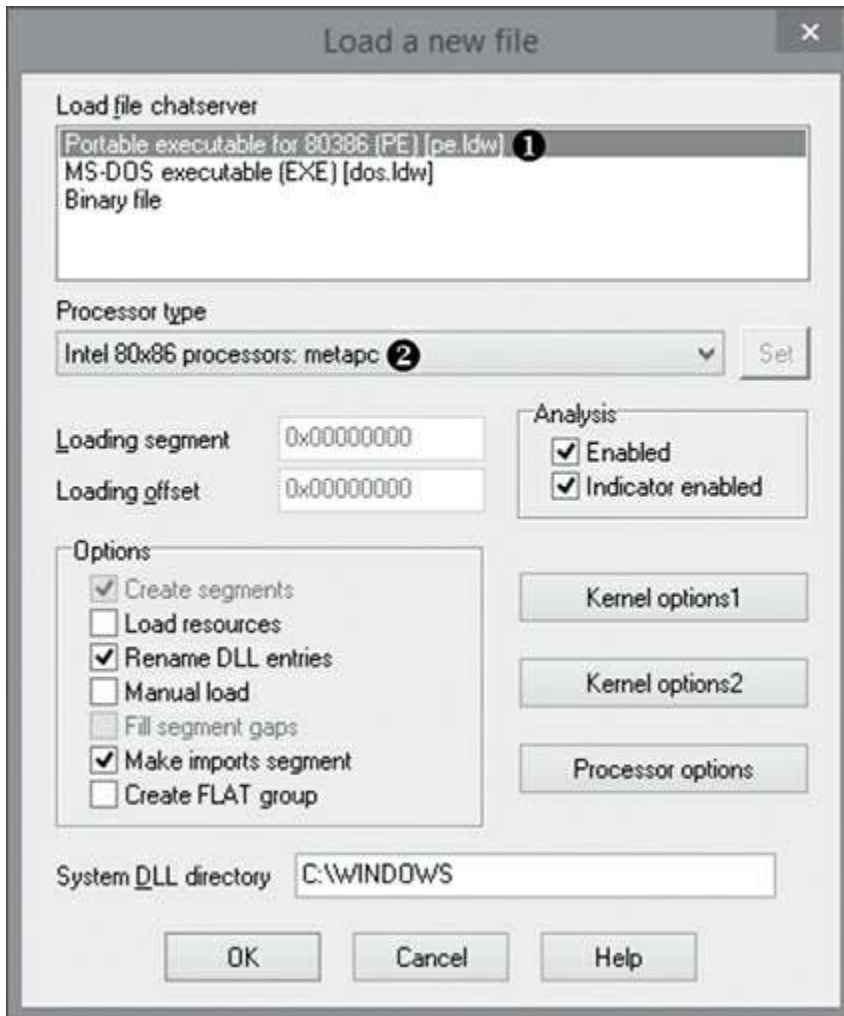 Load a new file
×
Load file chatserver
Portable executable for 80386 (PE) [pe.ldw] ❶
MS-DOS executable (EXE) [dos.ldw]
Binary file
Processor type
Intel 80x86 processors: metapc ❷
Set
Loading segment 0x00000000
Loading offset 0x00000000
Analysis
Enabled
Indicator enabled
Options
Create segments
Load resources
Rename DLL entries
Manual load
Fill segment gaps
Make imports segment
Create FLAT group
Kernel options1
Kernel options2
Processor options
System DLL directory C:\WINDOWS
OK Cancel Help